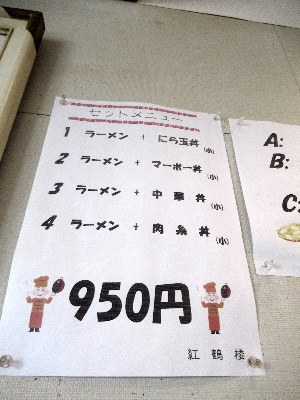 セットメニュー
1 ラーメン + にら玉丼(小)
2 ラーメン + マーボー丼(小)
3 ラーメン + 中華丼(小)
4 ラーメン + 肉糸丼(小)
950円
紅鶴楼
A:
B:
C: